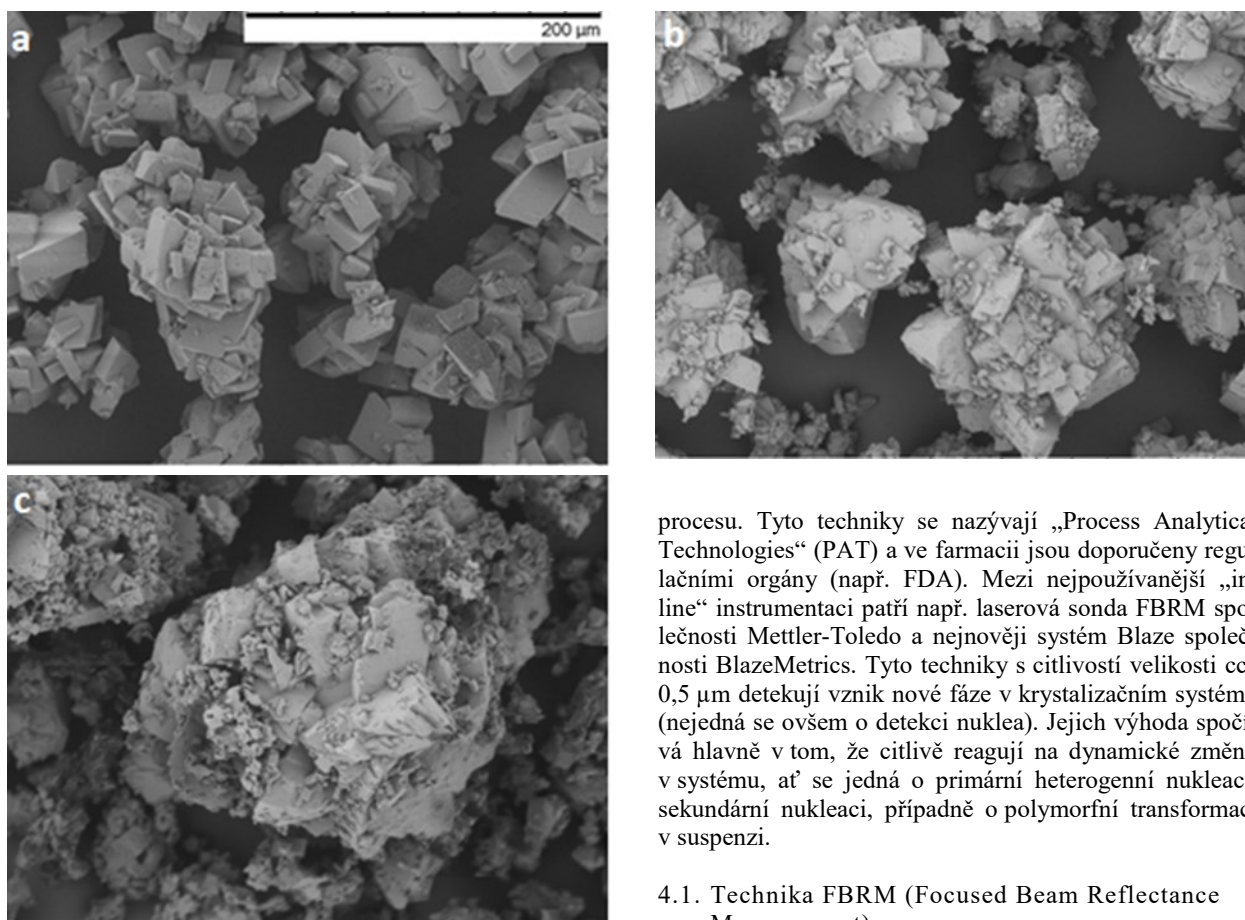 a
200 µm
b
c
procesu. Tyto techniky se nazývají „Process Analytica
Technologies“ (PAT) a ve farmacii jsou doporučeny regu
lačními orgány (např. FDA). Mezi nejpoužívanější „in
line“ instrumentaci patří např. laserová sonda FBRM spo
lečnosti Mettler-Toledo a nejnověji systém Blaze společ
nosti BlazeMetrics. Tyto techniky s citlivostí velikosti cc
0,5 µm detekují vznik nové fáze v krystalizačním systém
(nejedná se ovšem o detekci nuklea). Jejich výhoda spočí
vá hlavně v tom, že citlivě reagují na dynamické změn
v systému, ať se jedná o primární heterogenní nukleac
sekundární nukleaci, případně o polymorfní transformac
v suspenzi.
4.1. Technika FBRM (Focused Beam Reflectance